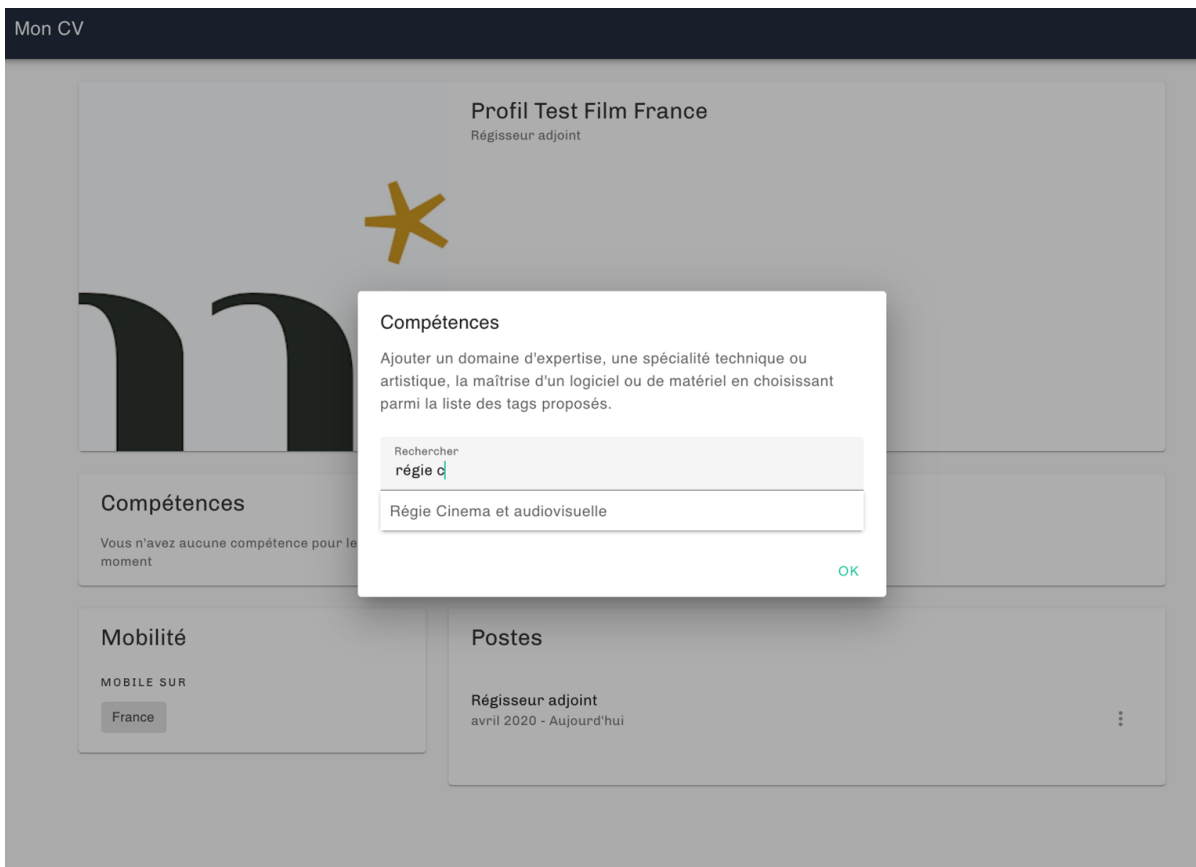 Mon CV
Profil Test Film France
Régisseur adjoint
Compétences
Ajouter un domaine d'expertise, une spécialité technique ou
artistique, la maîtrise d'un logiciel ou de matériel en choisissant
parmi la liste des tags proposés.
Rechercher
régie c
Régie Cinema et audiovisuelle
OK
Compétences
Vous n'avez aucune compétence pour le
moment
Mobilité
MOBILE SUR
France
Postes
Régisseur adjoint
avril 2020 - Aujourd'hui